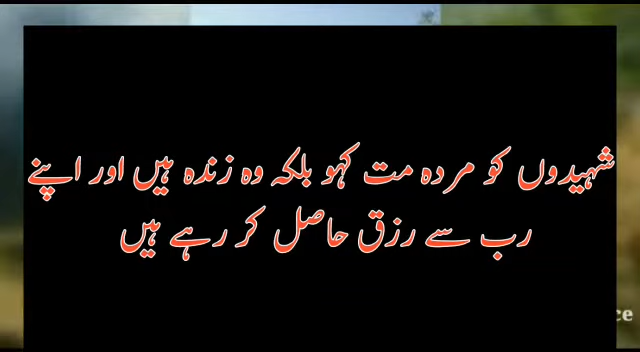 شہیدوں کو مردہ مت کہو بلکہ وہ زندہ ہیں اور اپنے
رب سے رزق حاصل کر رہے ہیں